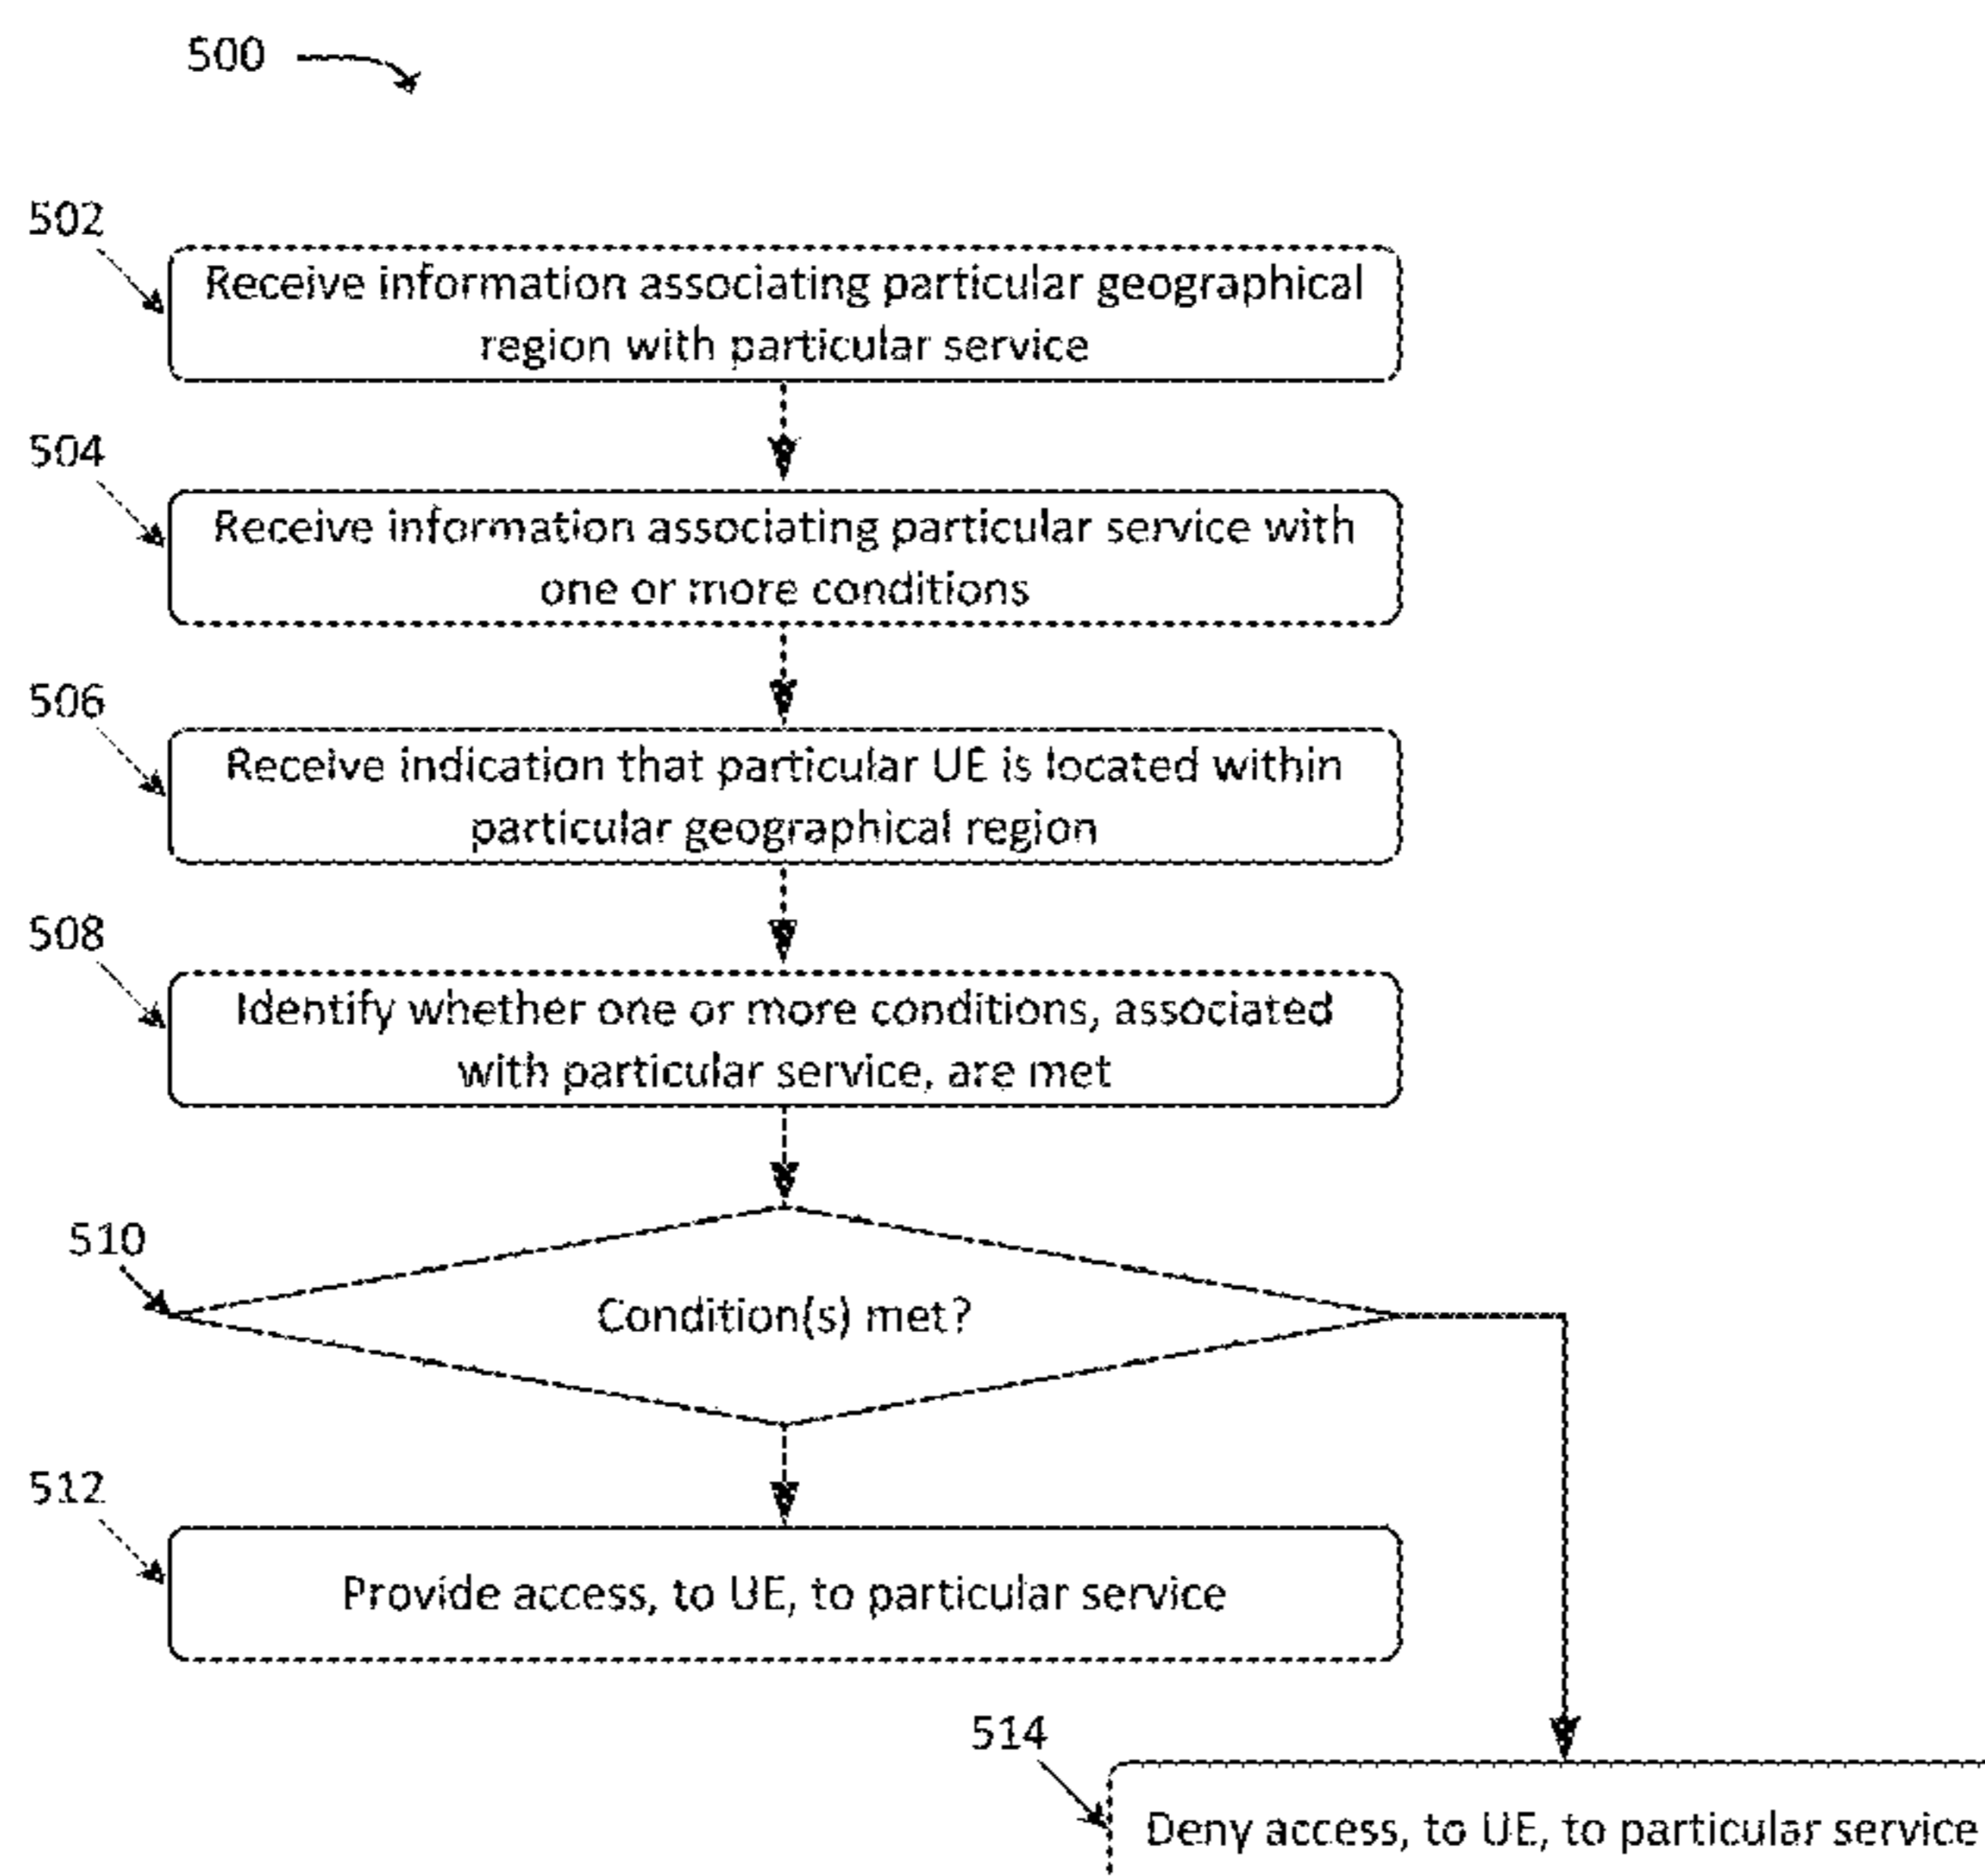 500
502
Receive information associating particular geographical
region with particular service
504
Receive information associating particular service with
one or more conditions
506
Receive indication that particular UE is located within
particular geographical region
508
Identify whether one or more conditions, associated
with particular service, are met
510
Condition(s) met?
512
Provide access, to UE, to particular service
514
Deny access, to UE, to particular service